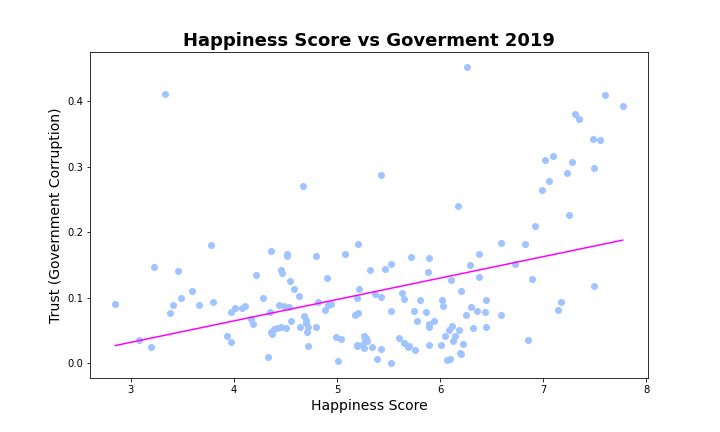 Happiness Score vs Goverment 2019
Trust (Government Corruption)
0.4
0.3
0.2
0.1
0.0
3 4 5 6 7 8
Happiness Score